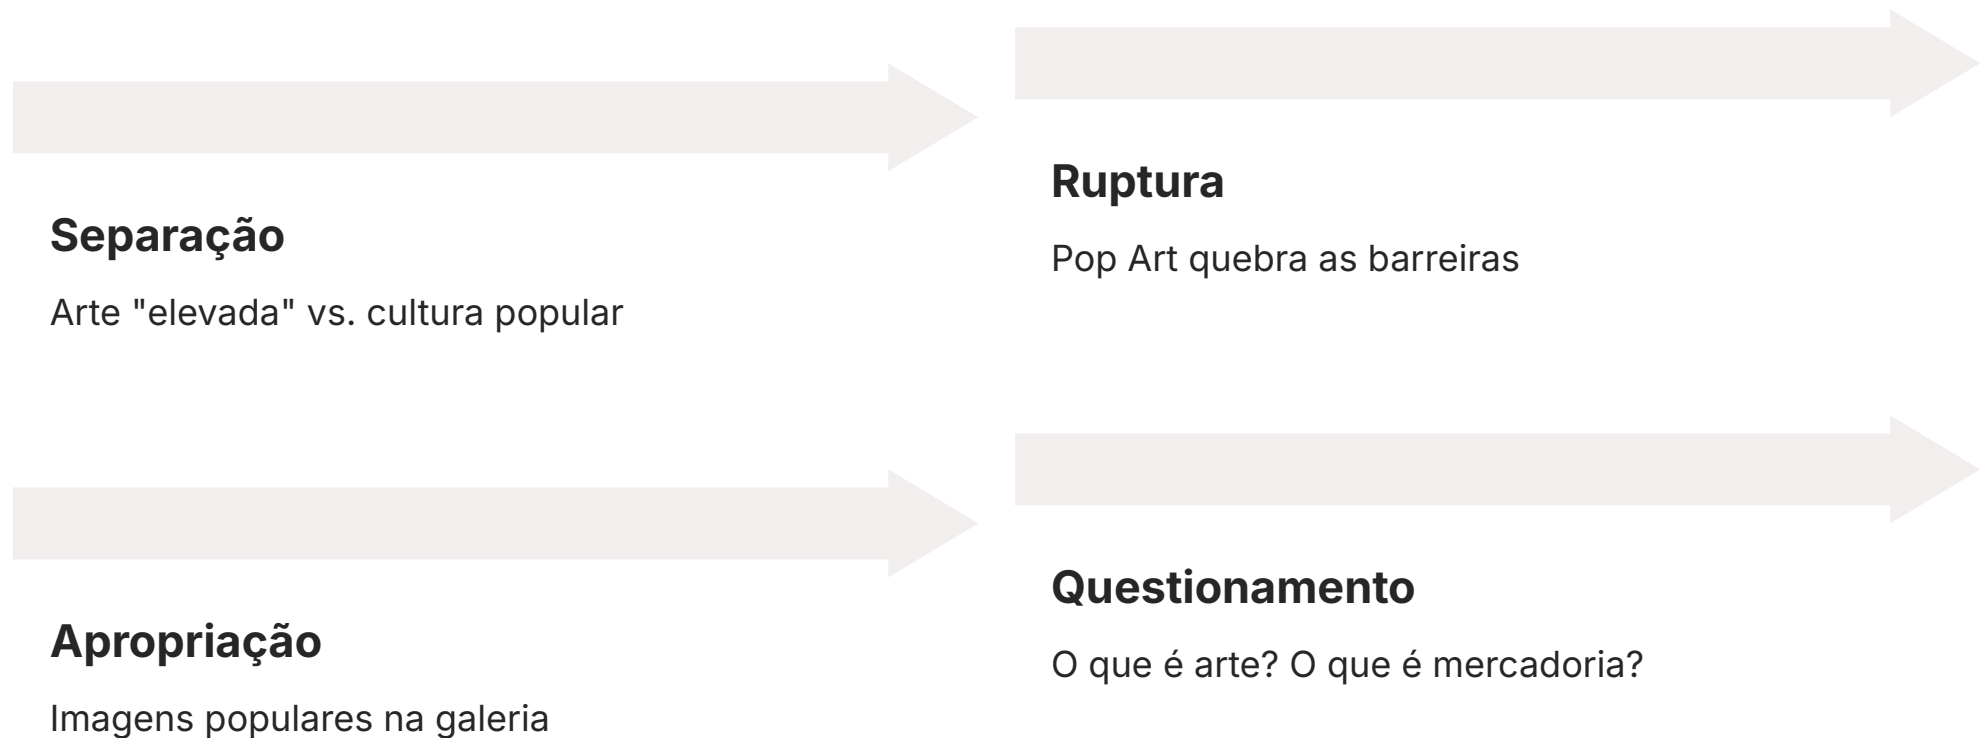 Separação
Arte "elevada" vs. cultura popular
Ruptura
Pop Art quebra as barreiras
Apropriação
Imagens populares na galeria
Questionamento
O que é arte? O que é mercadoria?